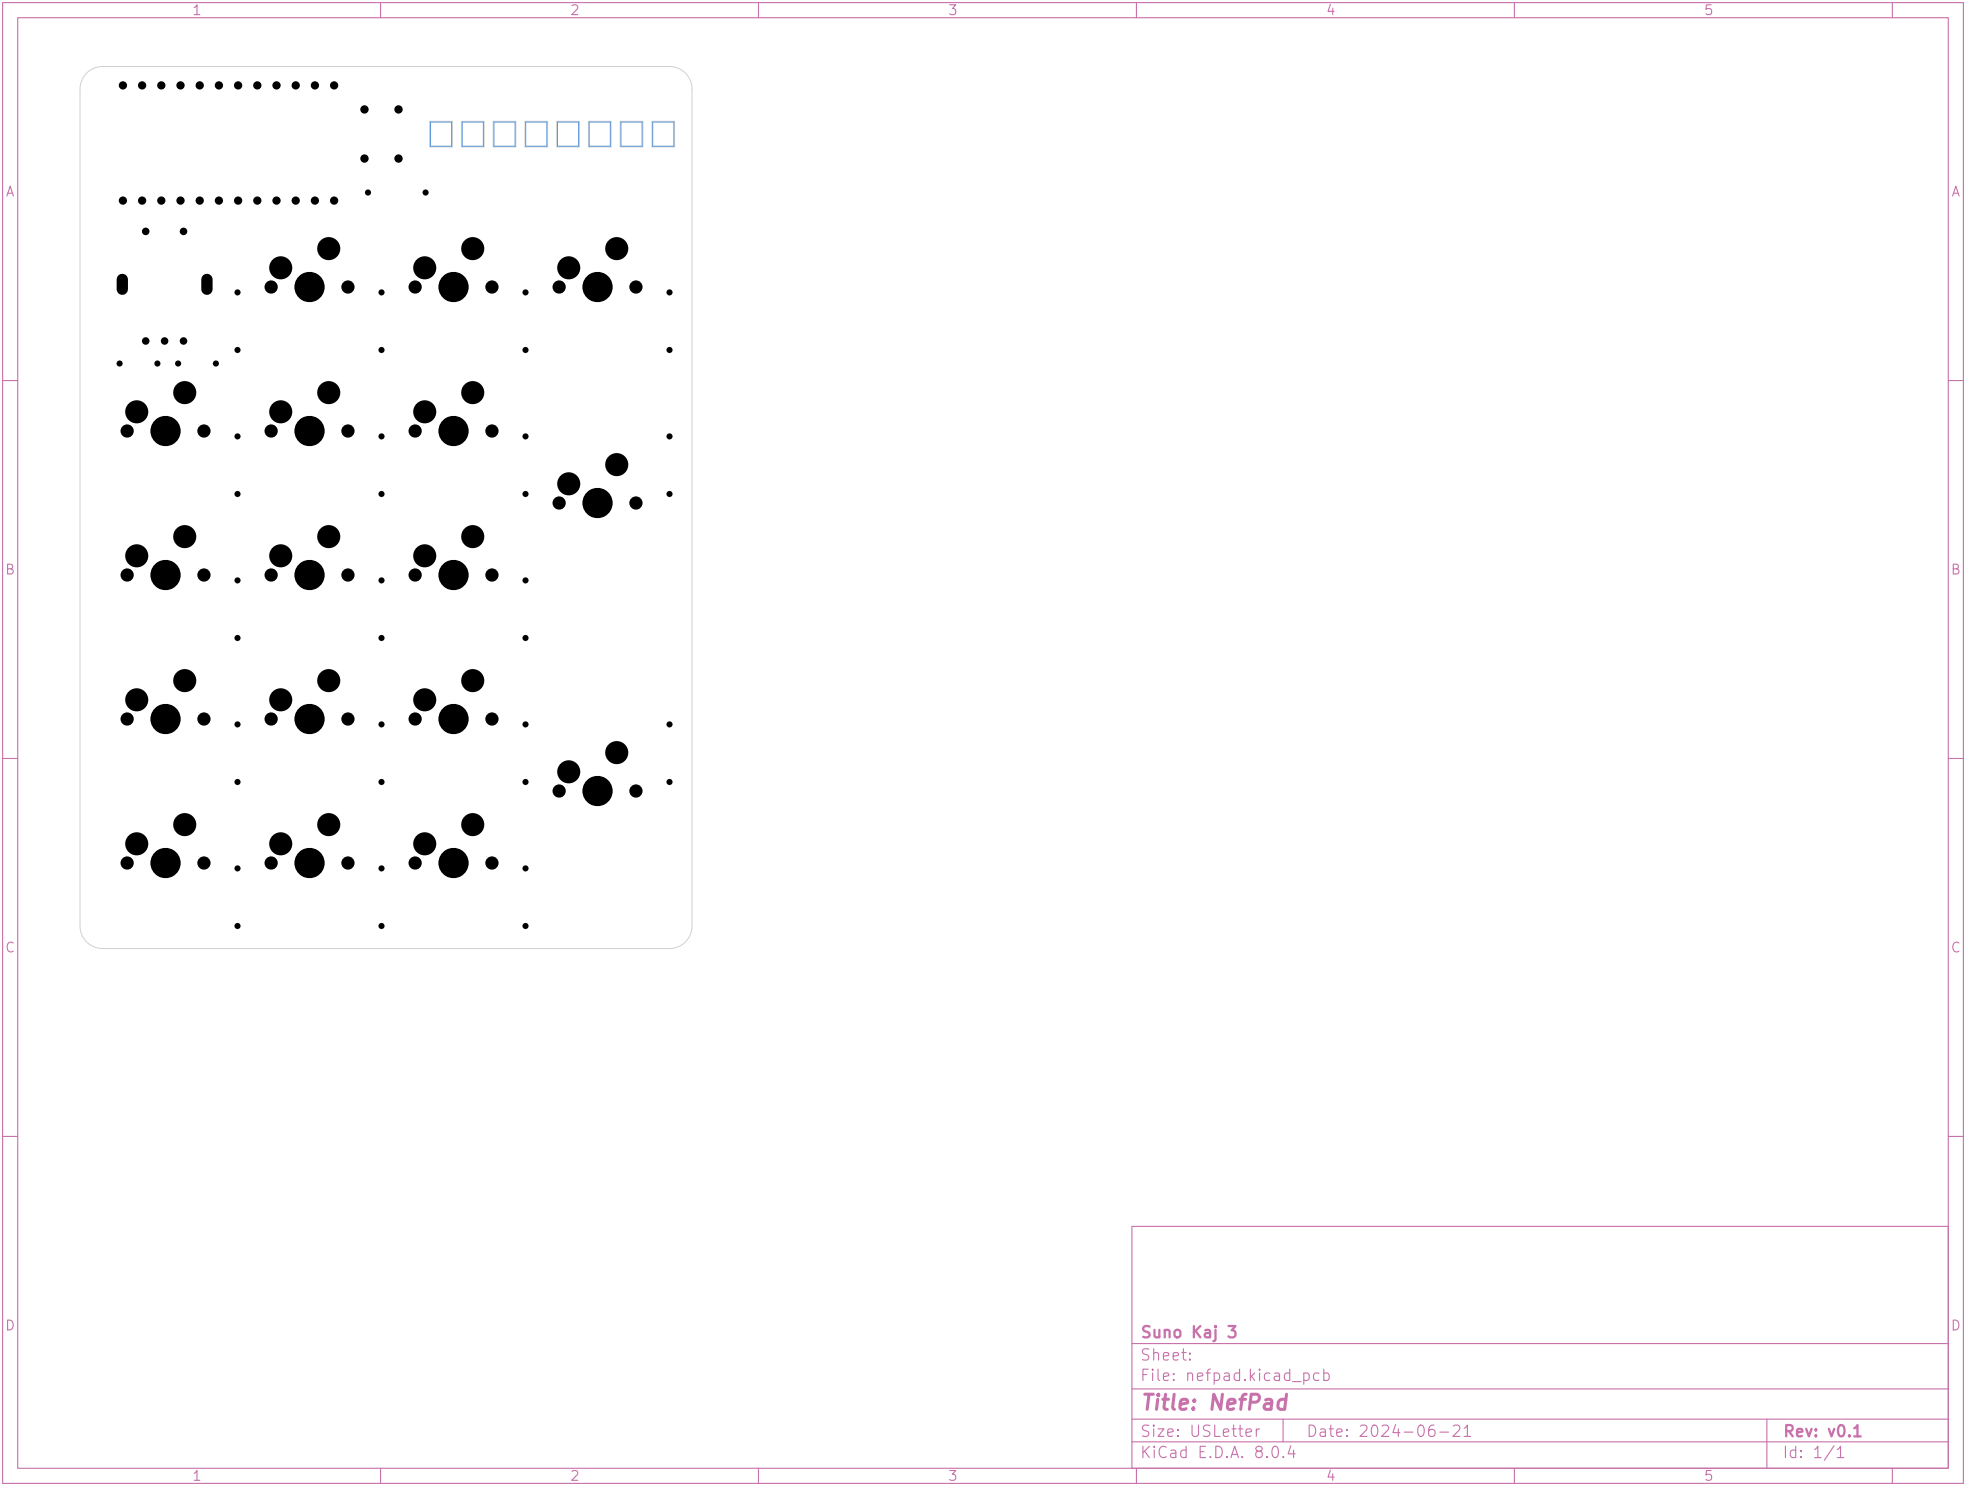 1 2 3 4 5
A A
B B
C C
D D
Suno Kaj 3
Sheet:
File: nefpad.kicad_pcb
Title: NefPad
Size: USLetter Date: 2024-06-21 Rev: v0.1
KiCad E.D.A. 8.0.4 Id: 1/1
1 2 3 4 5